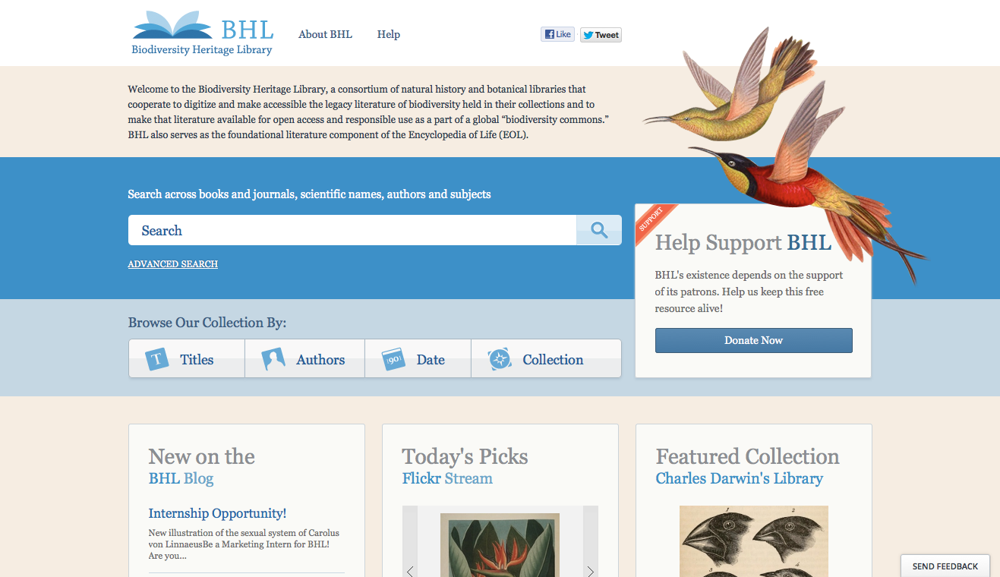 BHL
Biodiversity Heritage Library
About BHL
Help
Like
Tweet
Welcome to the Biodiversity Heritage Library, a consortium of natural history and botanical libraries that
cooperate to digitize and make accessible the legacy literature of biodiversity held in their collections and to
make that literature available for open access and responsible use as a part of a global “biodiversity commons.”
BHL also serves as the foundational literature component of the Encyclopedia of Life (EOL).
Search across books and journals, scientific names, authors and subjects
Search
ADVANCED SEARCH
SUPPORT
Help Support BHL
BHL's existence depends on the support
of its patrons. Help us keep this free
resource alive!
Donate Now
Browse Our Collection By:
T
Titles
Authors
1901
Date
Collection
New on the
BHL Blog
Internship Opportunity!
New illustration of the sexual system of Carolus
von LinnaeusBe a Marketing Intern for BHL!
Are you...
Today's Picks
Flickr Stream
Featured Collection
Charles Darwin's Library
1
2
3
4
SEND FEEDBACK